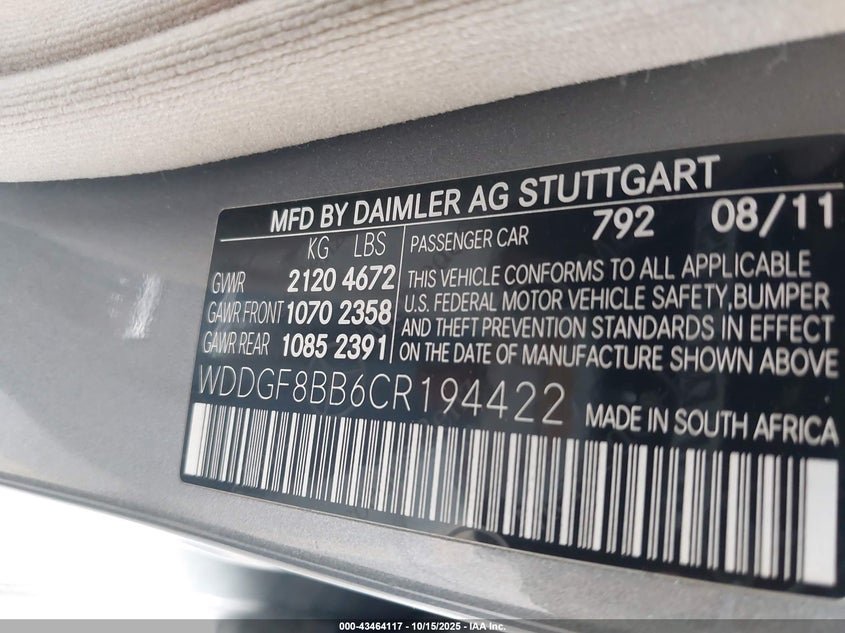 MFD BY DAIMLER AG STUTTGART
KG LBS PASSENGER CAR 792 08/11
GVWR 2120 4672 THIS VEHICLE CONFORMS TO ALL APPLICABLE
GAWR FRONT 1070 2358 U.S. FEDERAL MOTOR VEHICLE SAFETY, BUMPER
GAWR REAR 1085 2391 AND THEFT PREVENTION STANDARDS IN EFFECT
ON THE DATE OF MANUFACTURE SHOWN ABOVE
WDDGF8BB6CR194422 MADE IN SOUTH AFRICA
000-43464117 - 10/15/2025 - IAA Inc.